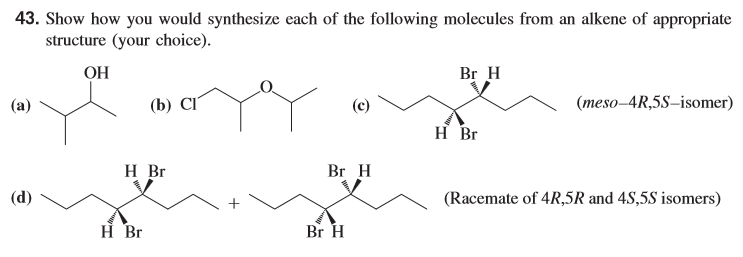 43. Show how you would synthesize each of the following molecules from an alkene of appropriate
structure (your choice).
OH
Br H
(a)
(b) Cl
O
(c)
(meso–4R,5S–isomer)
H Br
H Br
Br H
(d)
+
(Racemate of 4R,5R and 4S,5S isomers)
H Br
Br H